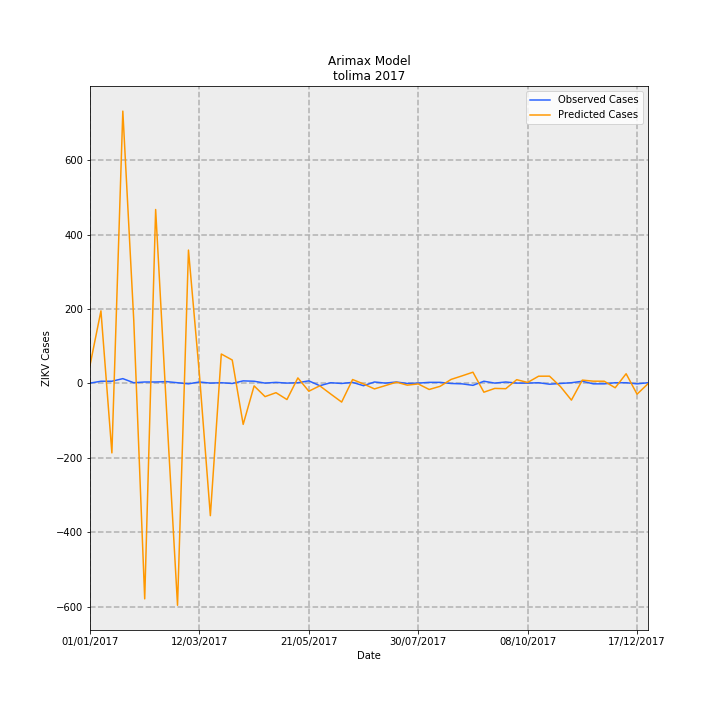 Arimax Model
tolima 2017
Observed Cases
Predicted Cases
ZIKV Cases
600
400
200
0
−200
−400
−600
01/01/2017 12/03/2017 21/05/2017 30/07/2017 08/10/2017 17/12/2017
Date